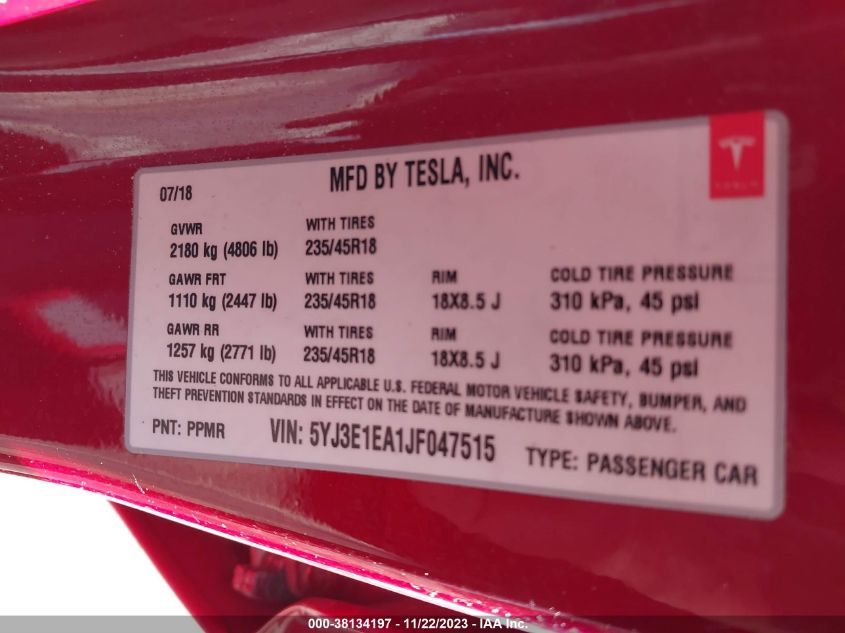 07/18
MFD BY TESLA, INC.
TESLA
GVWR
2180 kg (4806 lb)
WITH TIRES
235/45R18
GAWR FRT
1110 kg (2447 lb)
WITH TIRES
235/45R18
RIM
18X8.5 J
COLD TIRE PRESSURE
310 kPa, 45 psi
GAWR RR
1257 kg (2771 lb)
WITH TIRES
235/45R18
RIM
18X8.5 J
COLD TIRE PRESSURE
310 kPa, 45 psi
THIS VEHICLE CONFORMS TO ALL APPLICABLE U.S. FEDERAL MOTOR VEHICLE SAFETY, BUMPER, AND
THEFT PREVENTION STANDARDS IN EFFECT ON THE DATE OF MANUFACTURE SHOWN ABOVE.
PNT: PPMR
VIN: 5YJ3E1EA1JF047515
TYPE: PASSENGER CAR
000-38134197 - 11/22/2023 - IAA Inc.